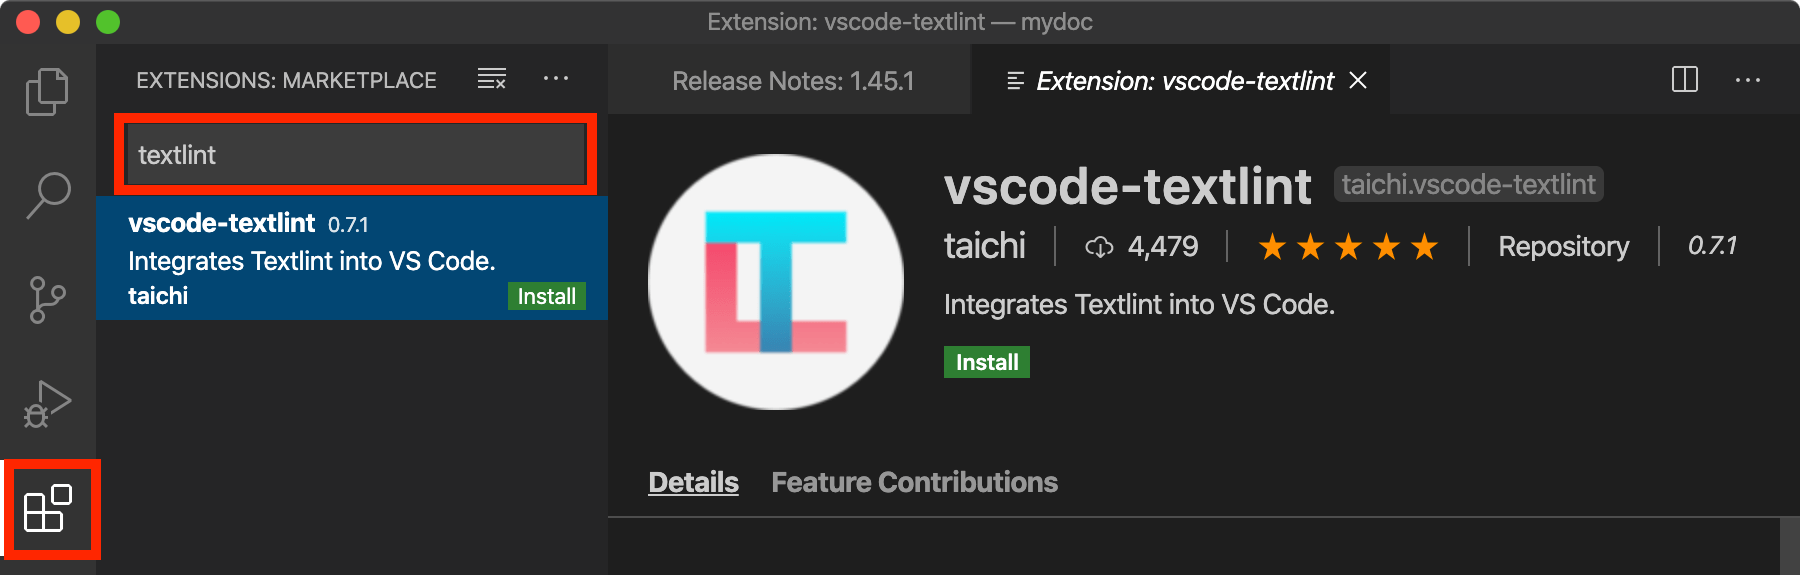 Extension: vscode-textlint — mydoc
EXTENSIONS: MARKETPLACE
textlint
vscode-textlint 0.7.1
Integrates Textlint into VS Code.
taichi Install
Release Notes: 1.45.1 Extension: vscode-textlint
vscode-textlint taichi.vscode-textlint
taichi 4,479 Repository 0.7.1
Integrates Textlint into VS Code.
Install
Details Feature Contributions